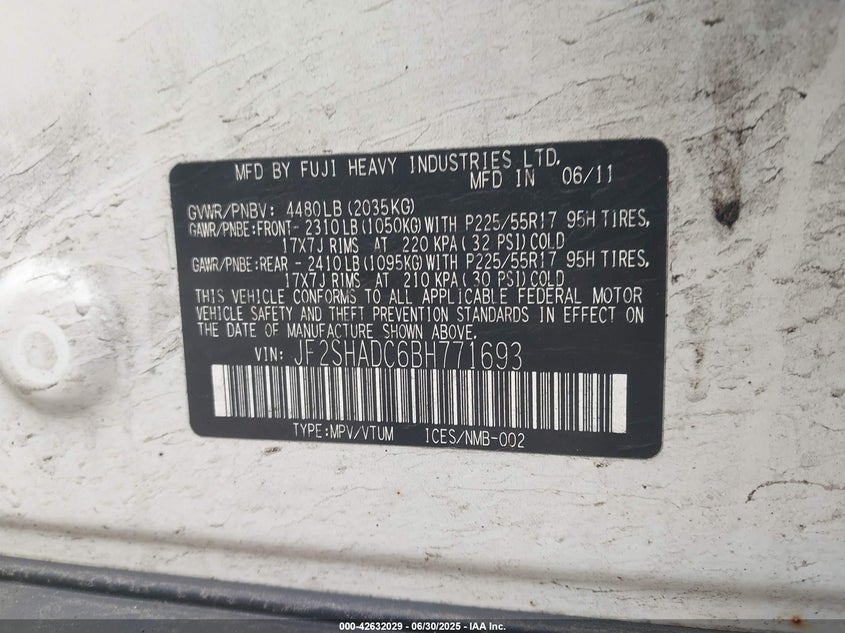 MFD BY FUJI HEAVY INDUSTRIES LTD.
MFD IN 06/11
GVWR/PNBV: 4480LB (2035KG)
GAWR/PNBE:FRONT- 2310LB (1050KG) WITH P225/55R17 95H TIRES,
17X7J RIMS AT 220 KPA (32 PSI) COLD
GAWR/PNBE:REAR - 2410LB (1095KG) WITH P225/55R17 95H TIRES,
17X7J RIMS AT 210 KPA (30 PSI) COLD
THIS VEHICLE CONFORMS TO ALL APPLICABLE FEDERAL MOTOR
VEHICLE SAFETY AND THEFT PREVENTION STANDARDS IN EFFECT ON
THE DATE OF MANUFACTURE SHOWN ABOVE.
VIN: JF2SHADC6BH771693
TYPE:MPV/VTUM ICES/NMB-002
000-42632029 - 06/30/2025 - IAA Inc.